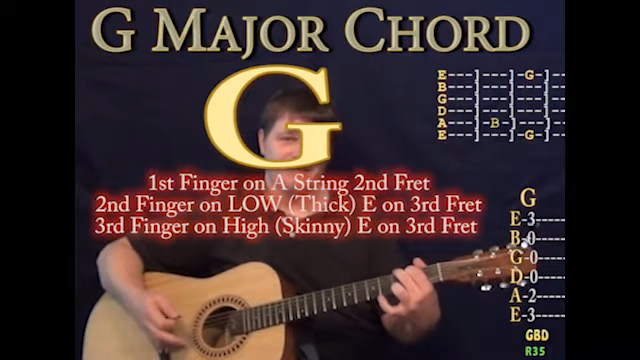 G Major Chord
G
1st Finger on A String 2nd Fret
2nd Finger on LOW (Thick) E on 3rd Fret
3rd Finger on High (Skinny) E on 3rd Fret
E---]---]-G-]--
B---]---]---]--
G---]---]---]--
D---]---]---]--
A---]-B-]---]--
E---]---]-G-]--
G
E-3----
B-0----
G-0----
D-0----
A-2----
E-3----
GBD
R35